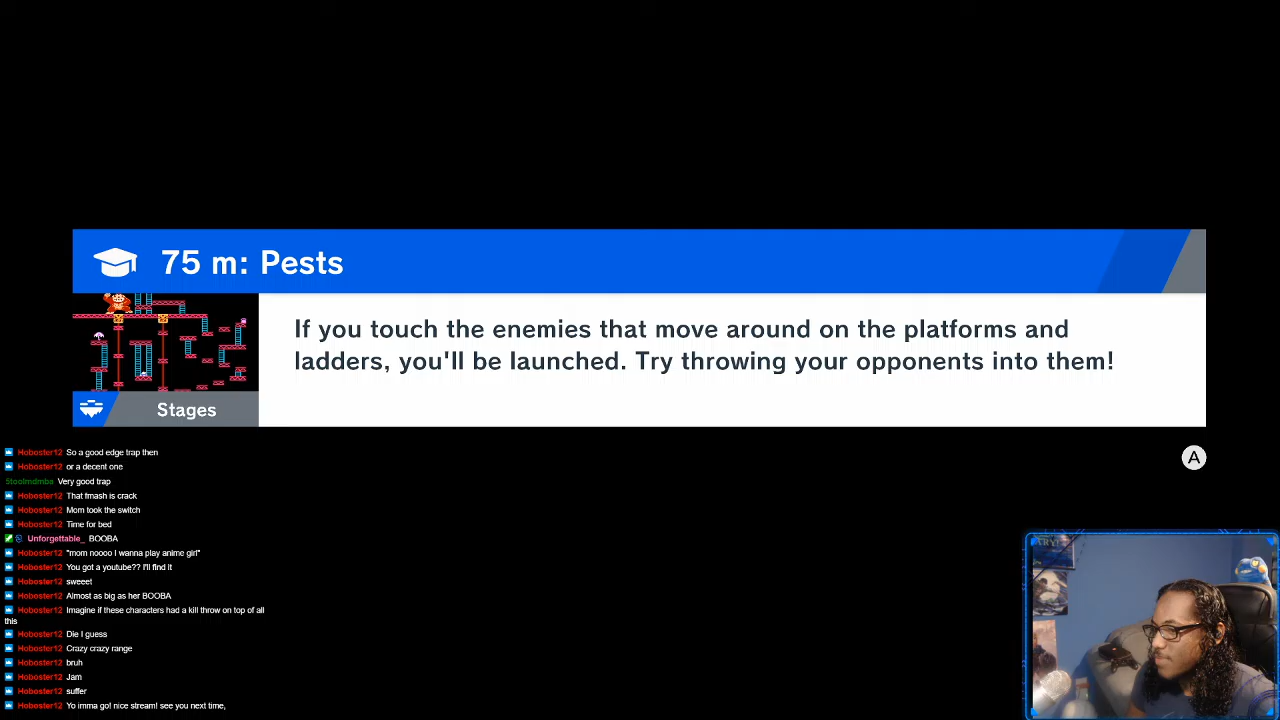 75 m: Pests
If you touch the enemies that move around on the platforms and
ladders, you'll be launched. Try throwing your opponents into them!
Stages
A
Hoboster12 So a good edge trap then
Hoboster12 or a decent one
5toolmdmba Very good trap
Hoboster12 That fmash is crack
Hoboster12 Mom took the switch
Hoboster12 Time for bed
Unforgettable_ BOOBA
Hoboster12 "mom noooo I wanna play anime girl"
Hoboster12 You got a youtube?? I'll find it
Hoboster12 sweeet
Hoboster12 Almost as big as her BOOBA
Hoboster12 Imagine if these characters had a kill throw on top of all
this
Hoboster12 Die I guess
Hoboster12 Crazy crazy range
Hoboster12 bruh
Hoboster12 Jam
Hoboster12 suffer
Hoboster12 Yo imma go! nice stream! see you next time,